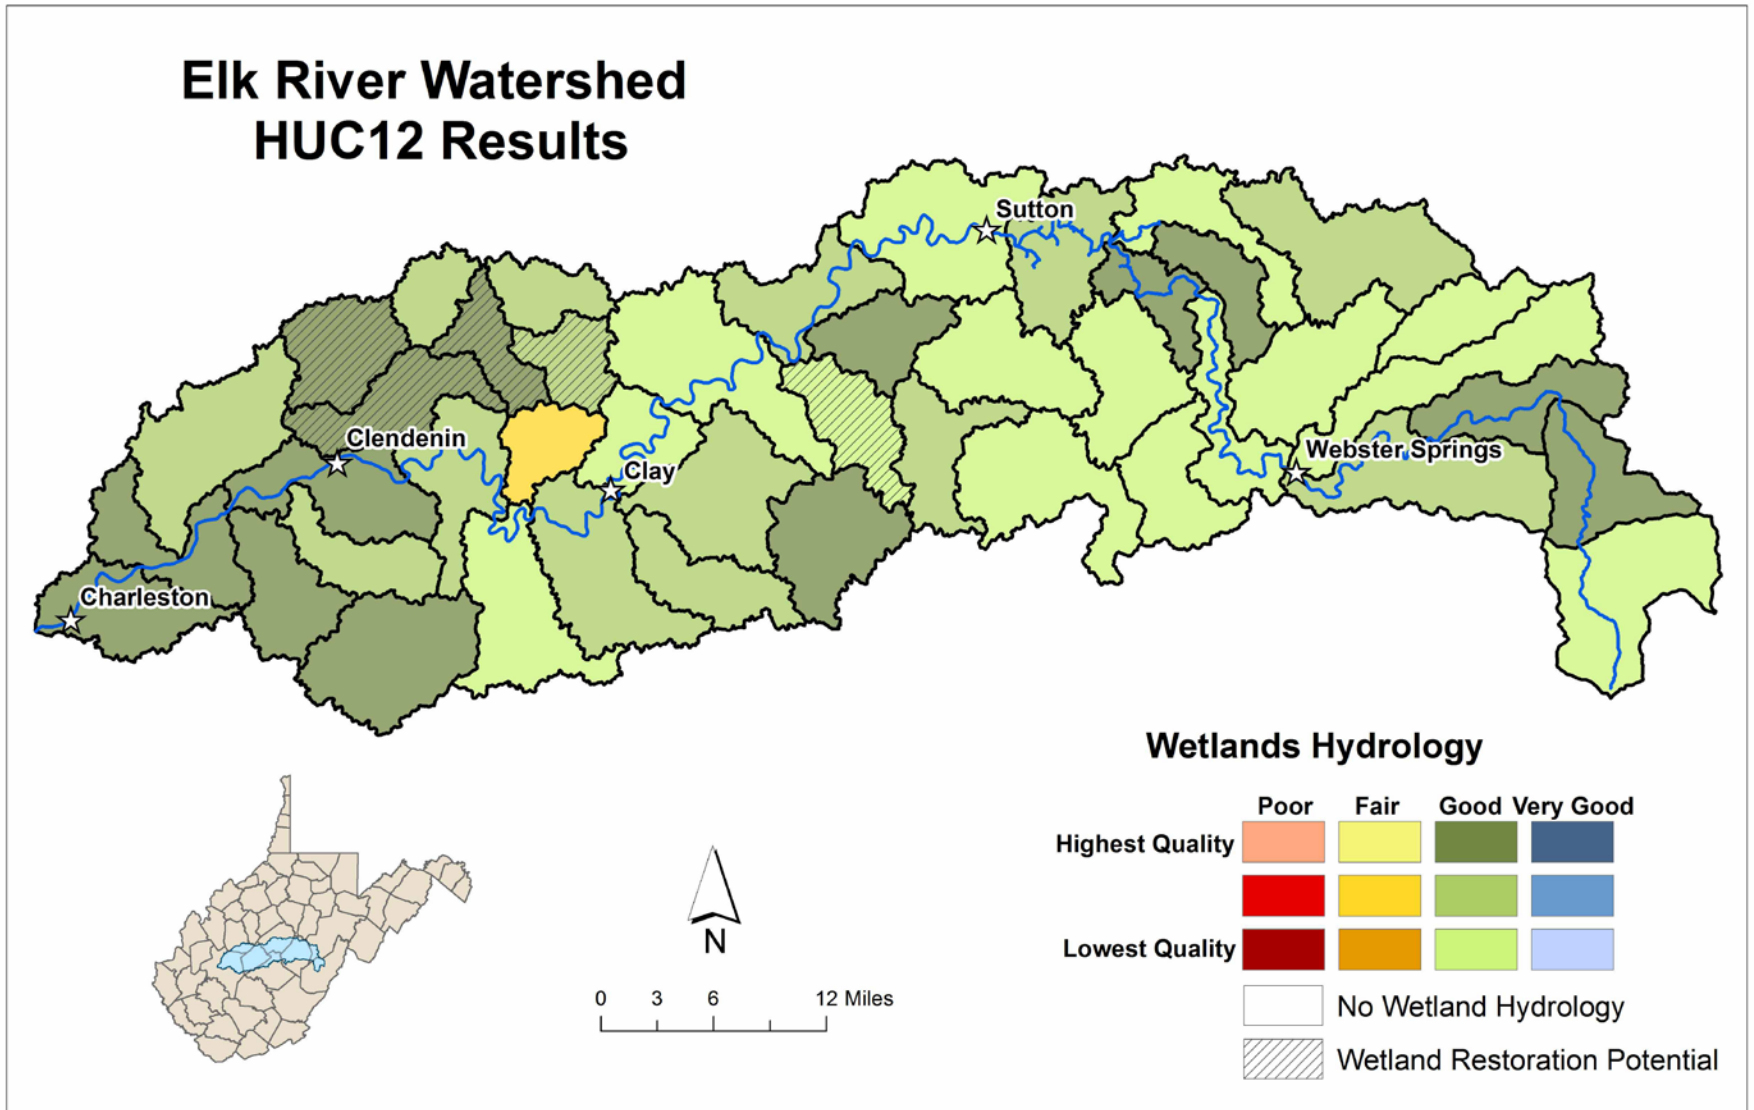 Elk River Watershed
HUC12 Results
Sutton
Clendenin
Clay
Webster Springs
Charleston
Wetlands Hydrology
Poor Fair Good Very Good
Highest Quality
Lowest Quality
No Wetland Hydrology
Wetland Restoration Potential
N
0 3 6 12 Miles